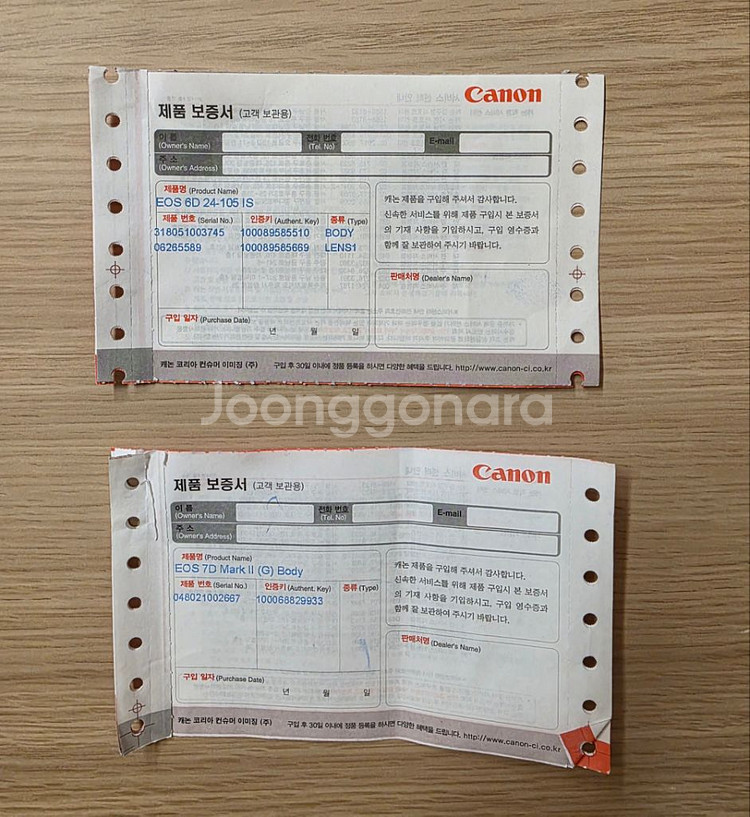 Canon
제품 보증서 (고객 보관용)
이 름 (Owner's Name) 전화 번호 (Tel. No) E-mail
주 소 (Owner's Address)
제품명 (Product Name)
EOS 6D 24-105 IS
제품 번호 (Serial No.) 인증키 (Authent. Key) 종류 (Type)
318051003745 100089585510 BODY
06265589 100089585669 LENS1
캐논 제품을 구입해 주셔서 감사합니다.
신속한 서비스를 위해 제품 구입시 본 보증서
의 기재 사항을 기입하시고, 구입 영수증과
함께 잘 보관하여 주시기 바랍니다.
판매처명 (Dealer's Name)
구입 일자 (Purchase Date)
년 월 일
캐논 코리아 컨슈머 이미징 (주) 구입 후 30일 이내에 정품 등록을 하시면 다양한 혜택을 드립니다. http://www.canon-ci.co.kr
Joonggonara
Canon
제품 보증서 (고객 보관용)
이 름 (Owner's Name) 전화 번호 (Tel. No) E-mail
주 소 (Owner's Address)
제품명 (Product Name)
EOS 7D Mark II (G) Body
제품 번호 (Serial No.) 인증키 (Authent. Key) 종류 (Type)
048021002667 100068829933
캐논 제품을 구입해 주셔서 감사합니다.
신속한 서비스를 위해 제품 구입시 본 보증서
의 기재 사항을 기입하시고, 구입 영수증과
함께 잘 보관하여 주시기 바랍니다.
판매처명 (Dealer's Name)
구입 일자 (Purchase Date)
년 월 일
캐논 코리아 컨슈머 이미징 (주) 구입 후 30일 이내에 정품 등록을 하시면 다양한 혜택을 드립니다. http://www.canon-ci.co.kr